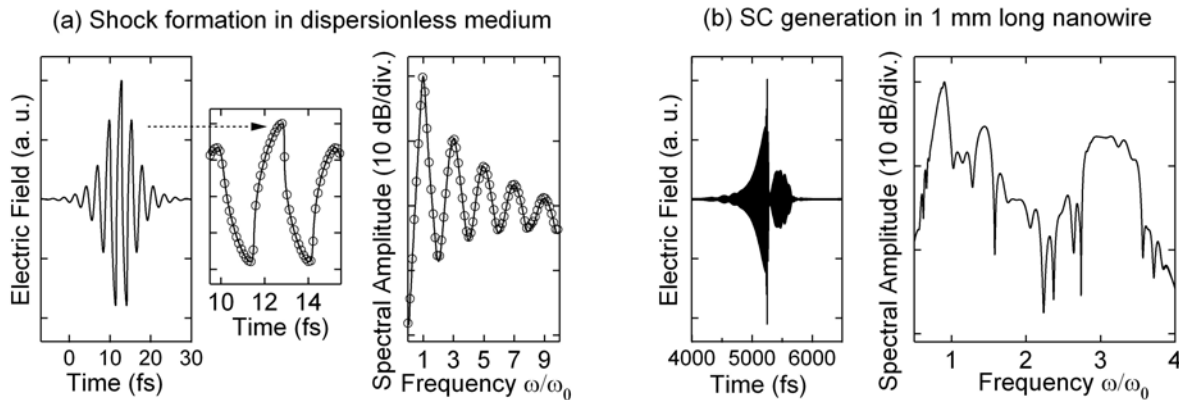 (a) Shock formation in dispersionless medium
Electric Field (a. u.)
0 10 20 30
Time (fs)
10 12 14
Time (fs)
Spectral Amplitude (10 dB/div.)
1 3 5 7 9
Frequency ω/ω₀
(b) SC generation in 1 mm long nanowire
Electric Field (a. u.)
4000 5000 6000
Time (fs)
Spectral Amplitude (10 dB/div.)
1 2 3 4
Frequency ω/ω₀